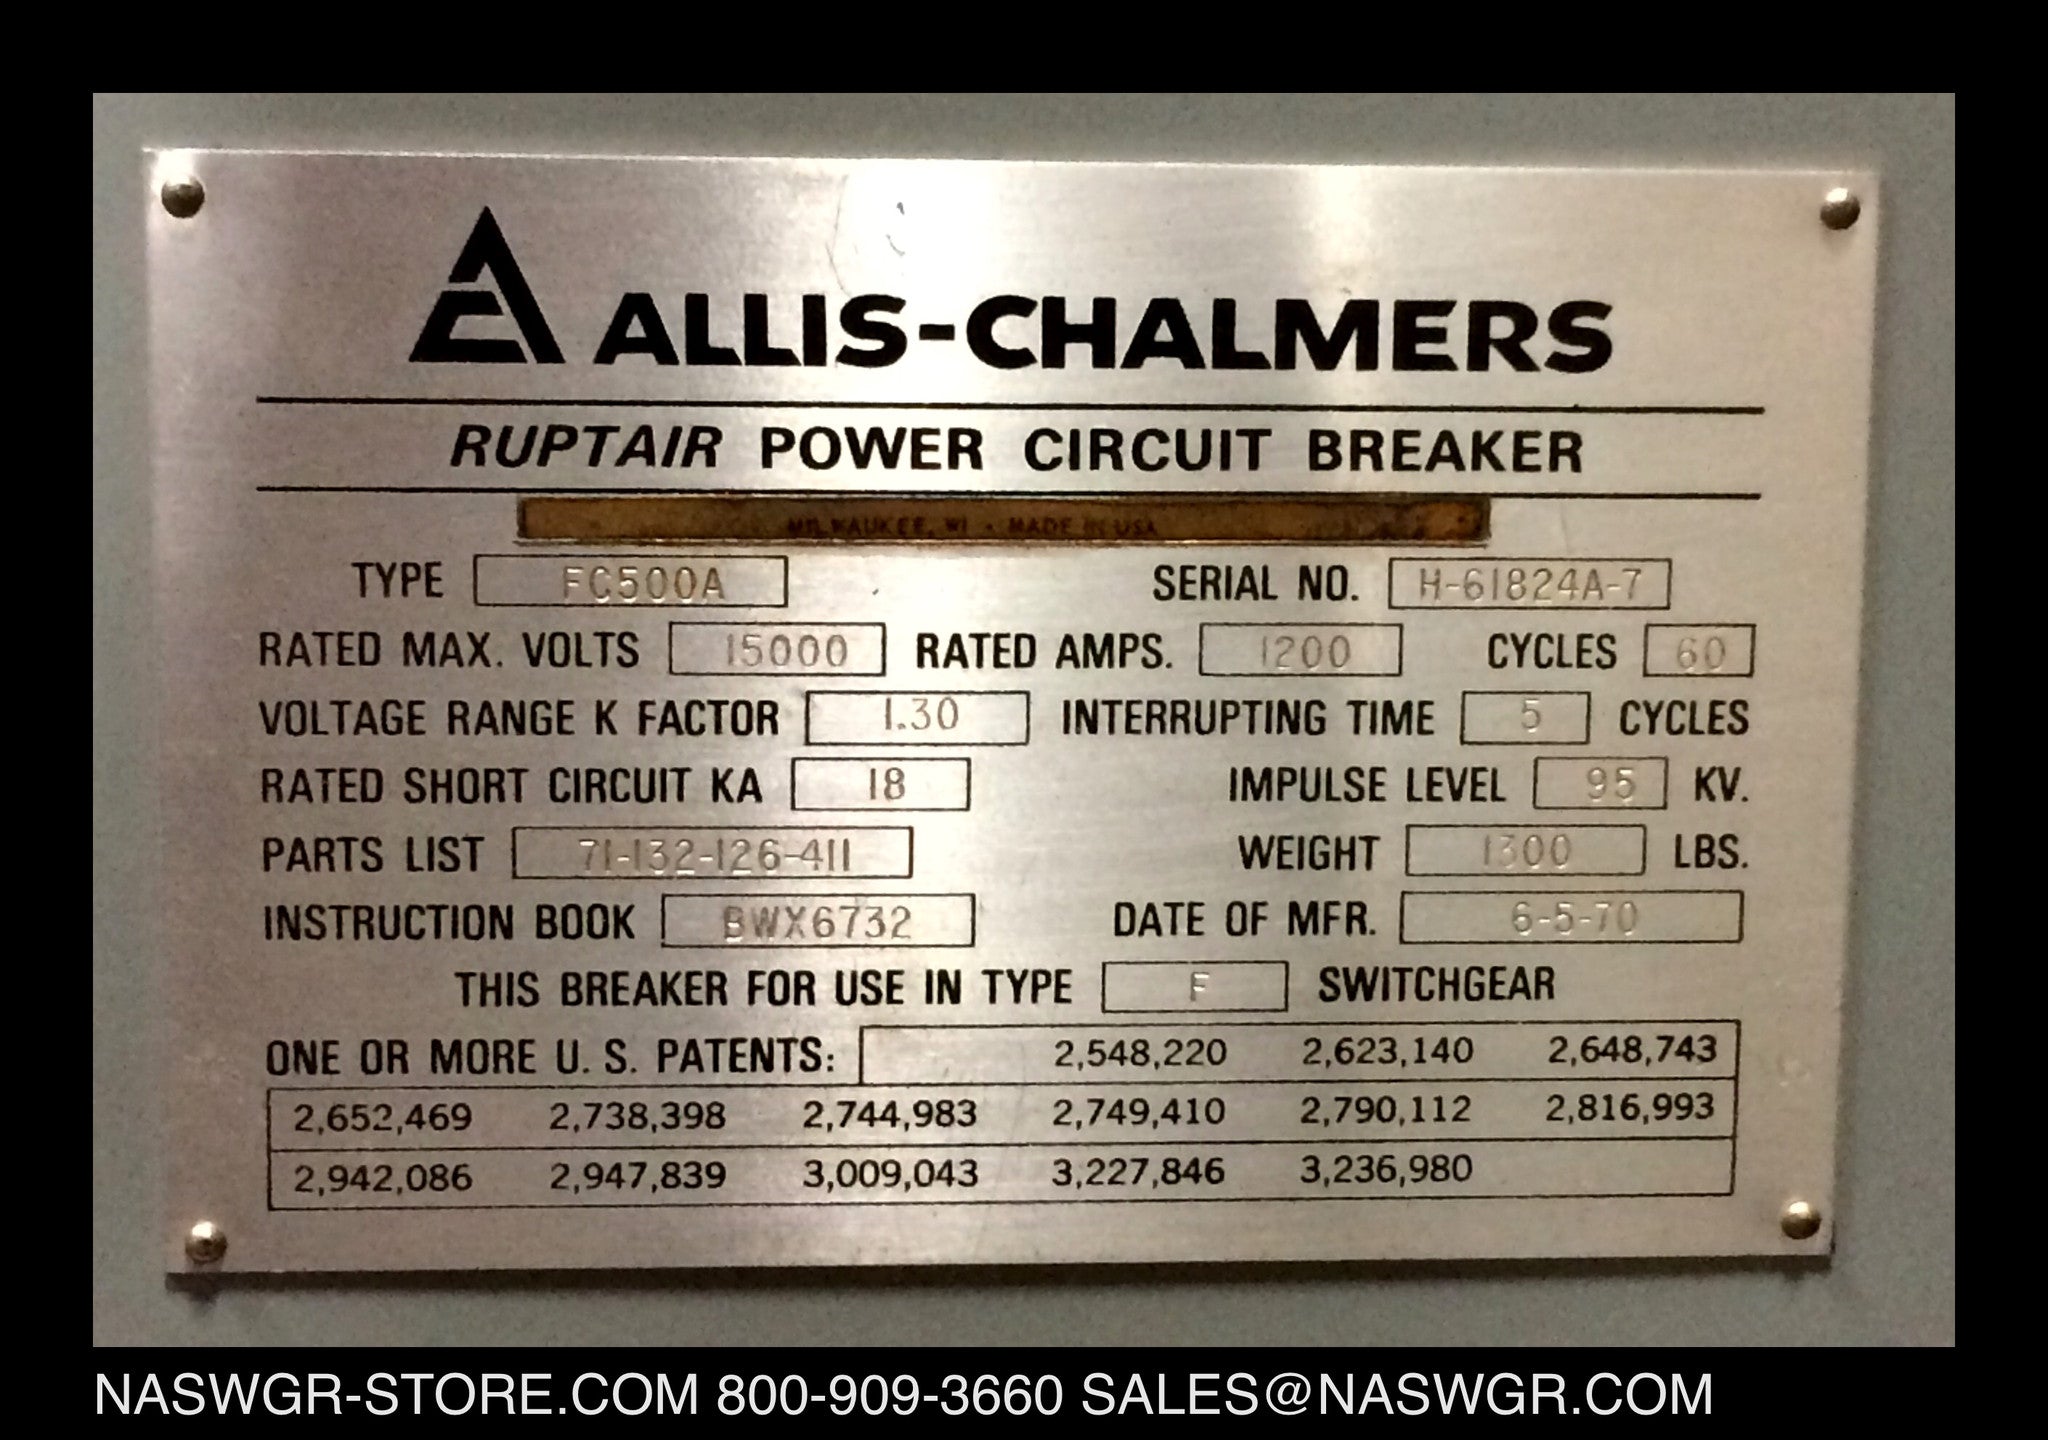 ALLIS-CHALMERS
RUPTAIR POWER CIRCUIT BREAKER
MILWAUKEE, WI • MADE IN USA
TYPE FC500A SERIAL NO. H-61824A-7
RATED MAX. VOLTS 15000 RATED AMPS. 1200 CYCLES 60
VOLTAGE RANGE K FACTOR 1.30 INTERRUPTING TIME 5 CYCLES
RATED SHORT CIRCUIT KA 18 IMPULSE LEVEL 95 KV.
PARTS LIST 71-132-126-411 WEIGHT 1300 LBS.
INSTRUCTION BOOK BWX6732 DATE OF MFR. 6-5-70
THIS BREAKER FOR USE IN TYPE F SWITCHGEAR
ONE OR MORE U. S. PATENTS: 2,548,220 2,623,140 2,648,743
2,652,469 2,738,398 2,744,983 2,749,410 2,790,112 2,816,993
2,942,086 2,947,839 3,009,043 3,227,846 3,236,980
NASWGR-STORE.COM 800-909-3660 SALES@NASWGR.COM